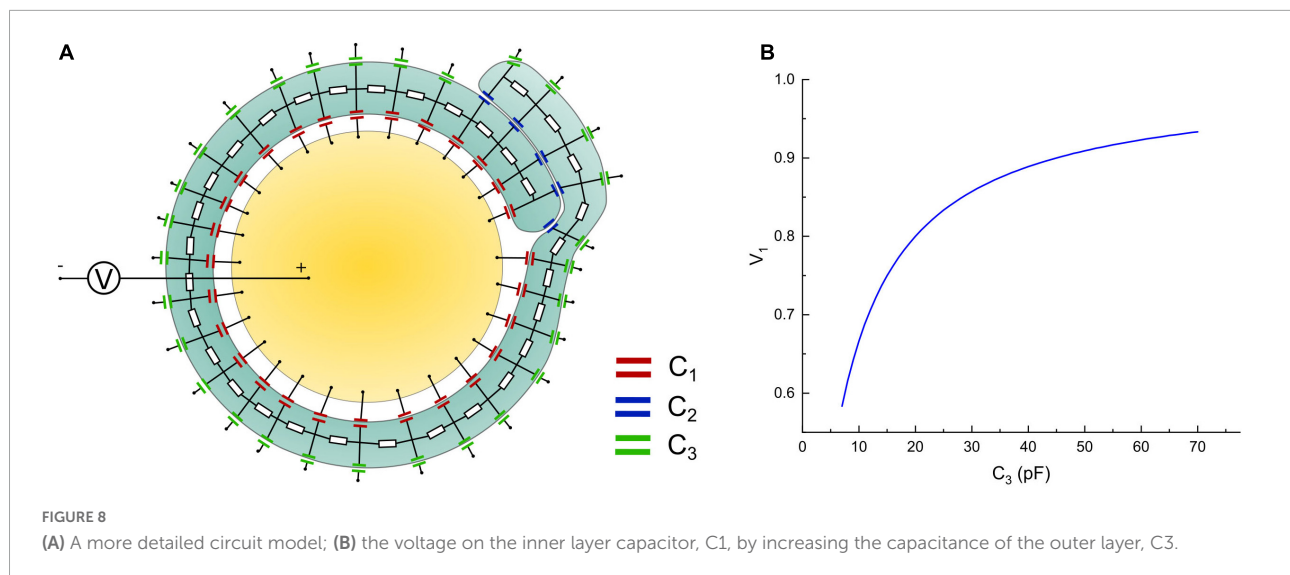 A
B
-
V
+
C₁
C₂
C₃
1.0
0.9
0.8
0.7
0.6
V₁
0 10 20 30 40 50 60 70
C₃ (pF)
FIGURE 8
(A) A more detailed circuit model; (B) the voltage on the inner layer capacitor, C1, by increasing the capacitance of the outer layer, C3.